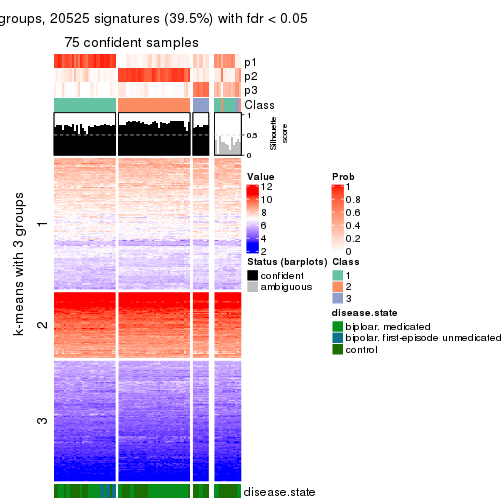 groups, 20525 signatures (39.5%) with fdr < 0.05
75 confident samples
p1
p2
p3
Class
1
0.5
0
Silhouette
score
k-means with 3 groups
1
2
3
Value
12
10
8
6
4
2
Prob
1
0.8
0.6
0.4
0.2
0
Status (barplots)
confident
ambiguous
Class
1
2
3
disease.state
biploar. medicated
bipolar. first-episode unmedicated
control
disease.state